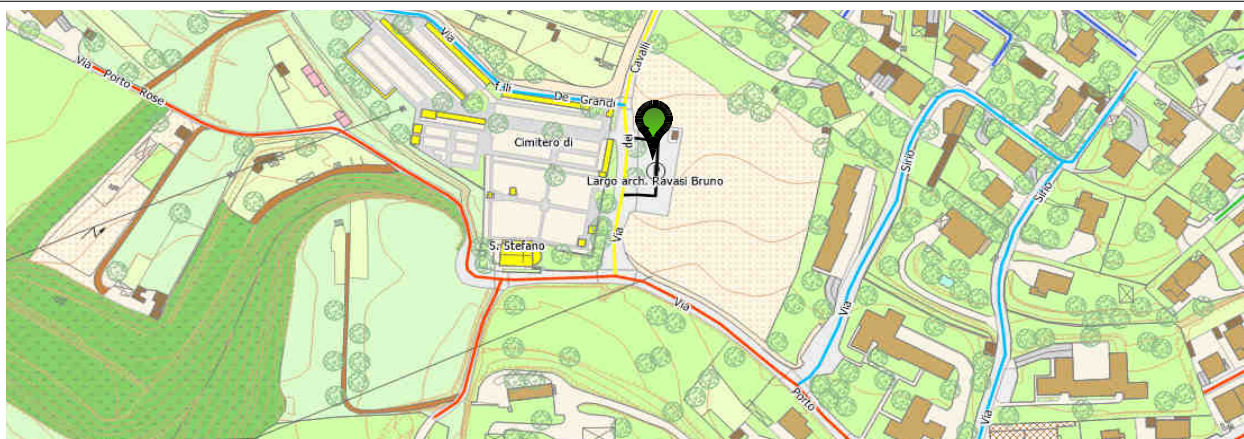 Via Porto Rose
Via
f.lli
De Grandi
Cavalli
dei
Via
Cimitero di
S. Stefano
Largo arch. Ravasi Bruno
Via
Porto
Sirio
Via
Sirio
Via